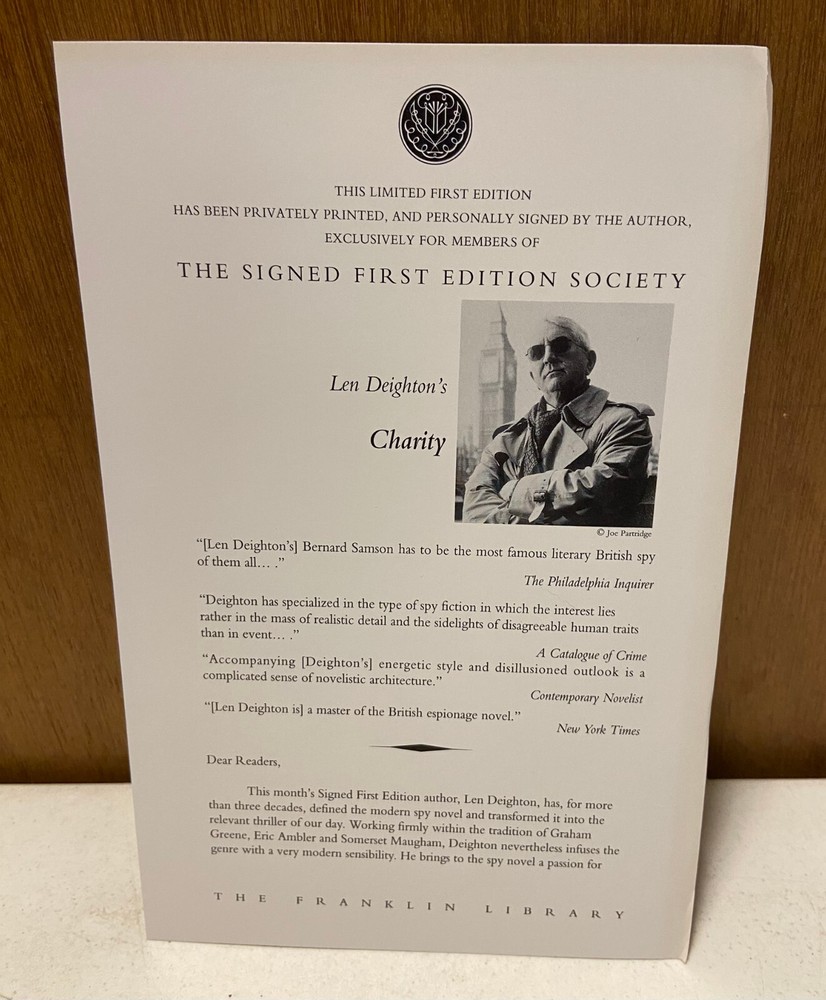 THIS LIMITED FIRST EDITION
HAS BEEN PRIVATELY PRINTED, AND PERSONALLY SIGNED BY THE AUTHOR,
EXCLUSIVELY FOR MEMBERS OF
THE SIGNED FIRST EDITION SOCIETY
Len Deighton's
Charity
© Joe Partridge
“[Len Deighton's] Bernard Samson has to be the most famous literary British spy
of them all… .”
The Philadelphia Inquirer
“Deighton has specialized in the type of spy fiction in which the interest lies
rather in the mass of realistic detail and the sidelights of disagreeable human traits
than in event… .”
A Catalogue of Crime
“Accompanying [Deighton's] energetic style and disillusioned outlook is a
complicated sense of novelistic architecture.”
Contemporary Novelist
“[Len Deighton is] a master of the British espionage novel.”
New York Times
Dear Readers,
This month's Signed First Edition author, Len Deighton, has, for more
than three decades, defined the modern spy novel and transformed it into the
relevant thriller of our day. Working firmly within the tradition of Graham
Greene, Eric Ambler and Somerset Maugham, Deighton nevertheless infuses the
genre with a very modern sensibility. He brings to the spy novel a passion for
THE FRANKLIN LIBRARY